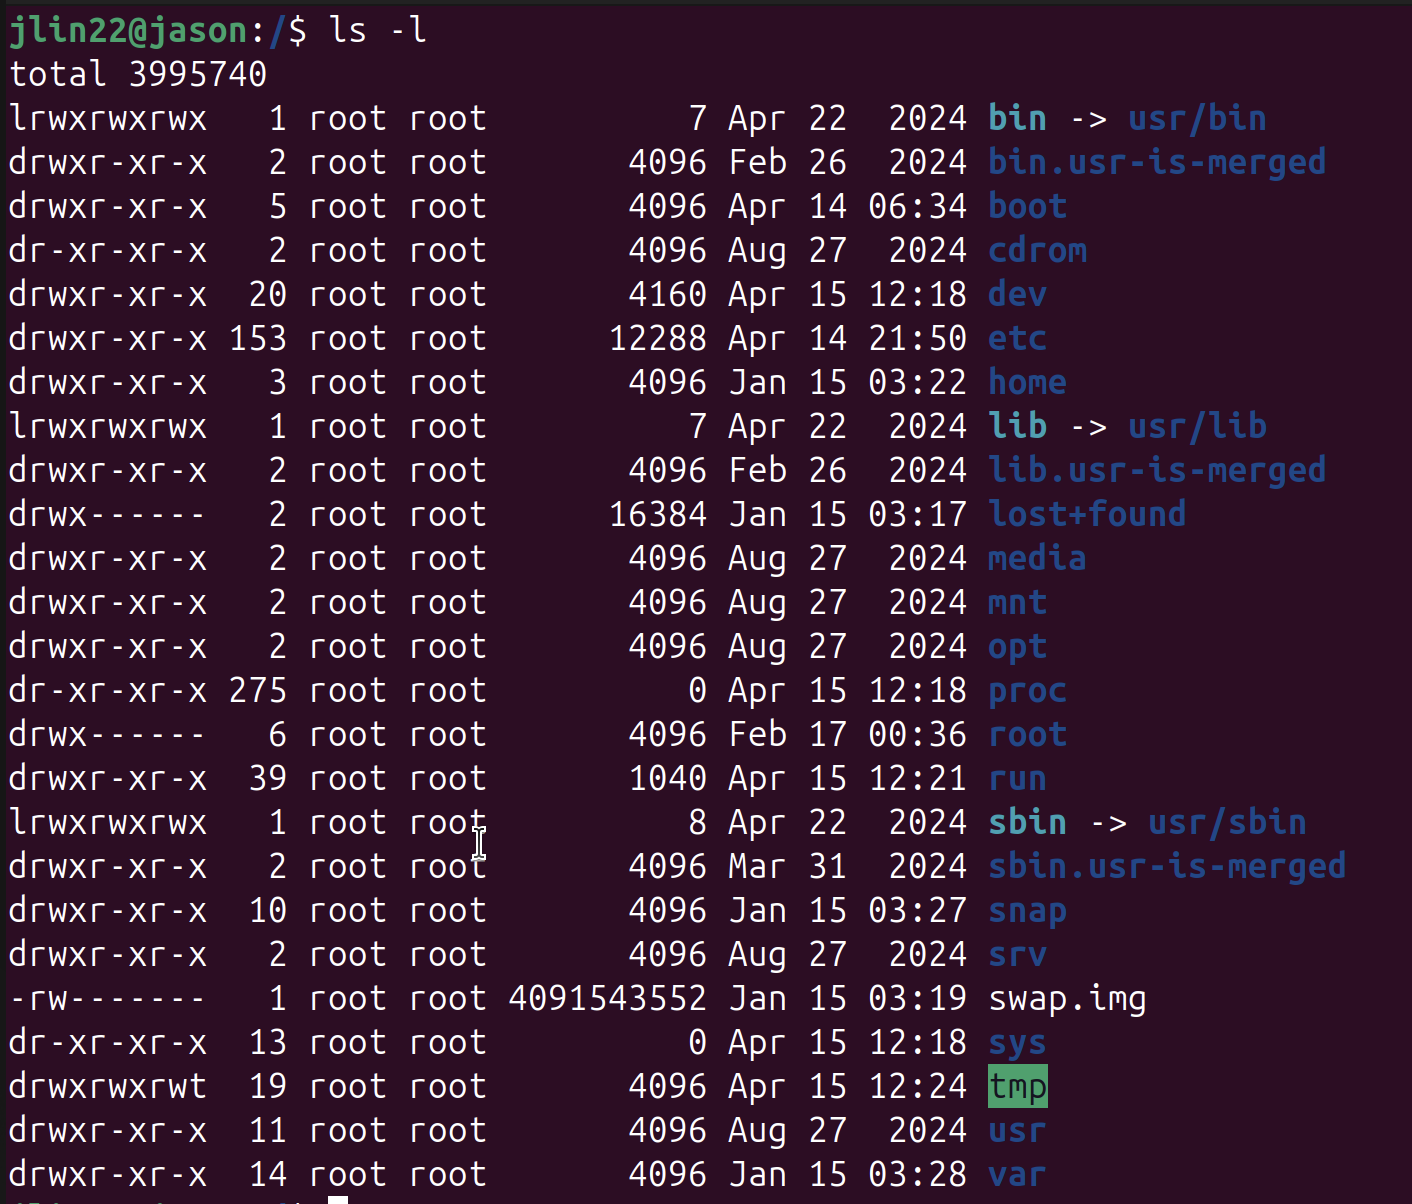 jlin22@jason:/$ ls -l
total 3995740
lrwxrwxrwx   1 root root          7 Apr 22  2024 bin -> usr/bin
drwxr-xr-x   2 root root       4096 Feb 26  2024 bin.usr-is-merged
drwxr-xr-x   5 root root       4096 Apr 14 06:34 boot
dr-xr-xr-x   2 root root       4096 Aug 27  2024 cdrom
drwxr-xr-x  20 root root       4160 Apr 15 12:18 dev
drwxr-xr-x 153 root root      12288 Apr 14 21:50 etc
drwxr-xr-x   3 root root       4096 Jan 15 03:22 home
lrwxrwxrwx   1 root root          7 Apr 22  2024 lib -> usr/lib
drwxr-xr-x   2 root root       4096 Feb 26  2024 lib.usr-is-merged
drwx------   2 root root      16384 Jan 15 03:17 lost+found
drwxr-xr-x   2 root root       4096 Aug 27  2024 media
drwxr-xr-x   2 root root       4096 Aug 27  2024 mnt
drwxr-xr-x   2 root root       4096 Aug 27  2024 opt
dr-xr-xr-x 275 root root          0 Apr 15 12:18 proc
drwx------   6 root root       4096 Feb 17 00:36 root
drwxr-xr-x  39 root root       1040 Apr 15 12:21 run
lrwxrwxrwx   1 root root          8 Apr 22  2024 sbin -> usr/sbin
drwxr-xr-x   2 root root       4096 Mar 31  2024 sbin.usr-is-merged
drwxr-xr-x  10 root root       4096 Jan 15 03:27 snap
drwxr-xr-x   2 root root       4096 Aug 27  2024 srv
-rw-------   1 root root 4091543552 Jan 15 03:19 swap.img
dr-xr-xr-x  13 root root          0 Apr 15 12:18 sys
drwxrwxrwt  19 root root       4096 Apr 15 12:24 tmp
drwxr-xr-x  11 root root       4096 Aug 27  2024 usr
drwxr-xr-x  14 root root       4096 Jan 15 03:28 var